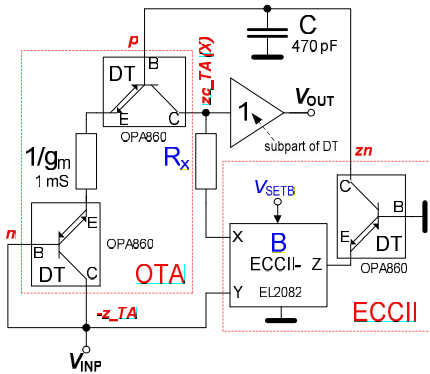 p
zc_TA (X)
C
470 pF
B
DT
E
C
OPA860
1
VOUT
subpart of DT
zn
1/gm
1 mS
Rx
VSETB
C
B
E
DT
OPA860
n
E
B
DT
C
OPA860
OTA
X
B
ECCII-
Z
Y
EL2082
ECCII
-z_TA
VINP